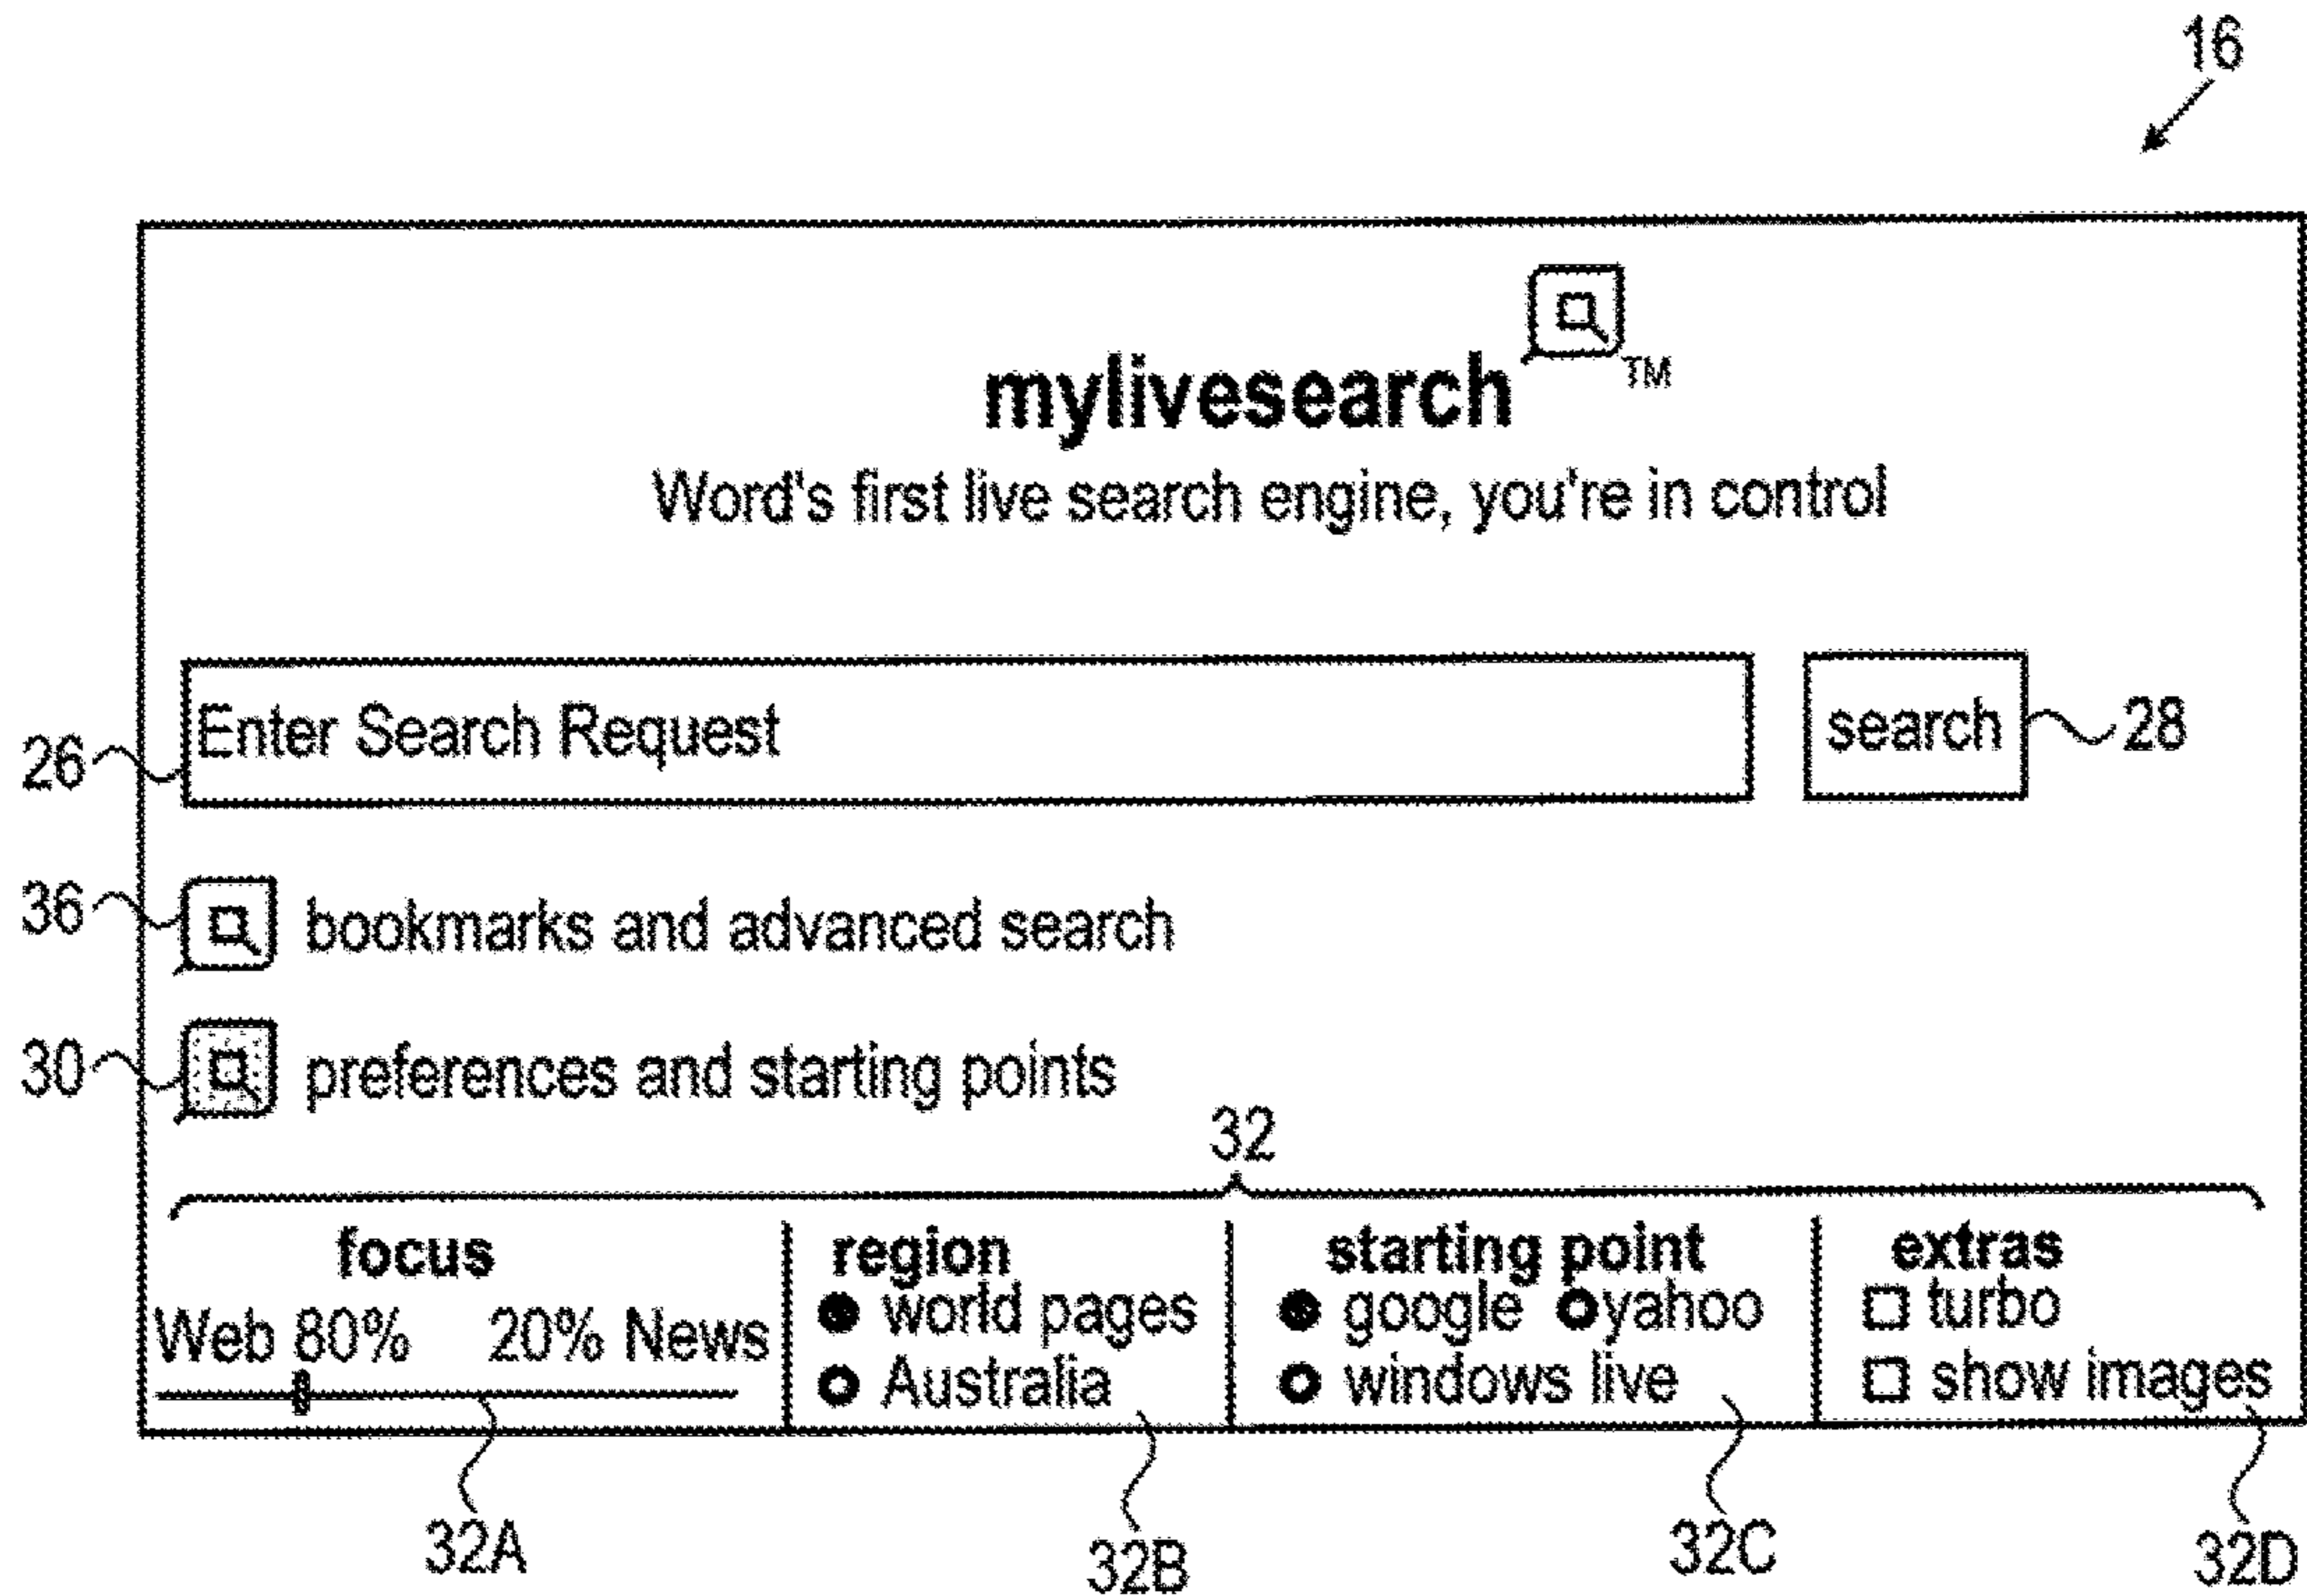 16
mylivesearch TM
Word's first live search engine, you're in control
26 Enter Search Request search 28
36 bookmarks and advanced search
30 preferences and starting points
32
focus region starting point extras
Web 80% 20% News world pages google yahoo turbo
Australia windows live show images
32A 32B 32C 32D